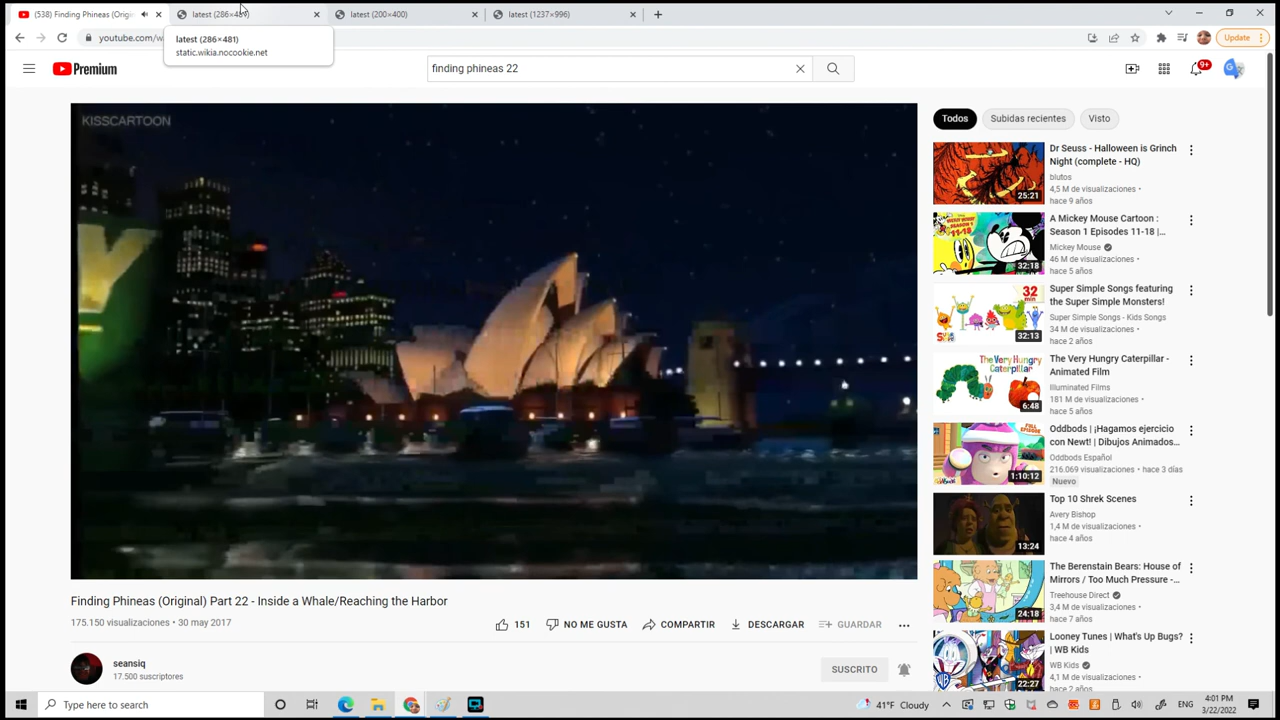 (538) Finding Phineas (Origi
latest (286×481)
latest (200×400)
latest (1237×996)
youtube.com/w
latest (286×481)
static.wikia.nocookie.net
Update
Premium
finding phineas 22
9+
KISSCARTOON
Todos
Subidas recientes
Visto
Dr Seuss - Halloween is Grinch
Night (complete - HQ)
blutos
4,5 M de visualizaciones •
hace 9 años
25:21
A Mickey Mouse Cartoon :
Season 1 Episodes 11-18 |...
Mickey Mouse
46 M de visualizaciones •
hace 5 años
11-18
32:18
Super Simple Songs featuring
the Super Simple Monsters!
Super Simple Songs - Kids Songs
34 M de visualizaciones •
hace 2 años
32
32:13
The Very Hungry Caterpillar -
Animated Film
Illuminated Films
181 M de visualizaciones •
hace 5 años
The Very Hungry
Caterpillar
6:48
Oddbods | ¡Hagamos ejercicio
con Newt! | Dibujos Animados...
Oddbods Español
216.069 visualizaciones • hace 3 días
Nuevo
1:10:12
Top 10 Shrek Scenes
Avery Bishop
1,4 M de visualizaciones •
hace 4 años
13:24
The Berenstain Bears: House of
Mirrors / Too Much Pressure -...
Treehouse Direct
3,4 M de visualizaciones •
hace 7 años
24:18
Looney Tunes | What's Up Bugs?
| WB Kids
WB Kids
4,1 M de visualizaciones •
hace 2 años
22:27
Finding Phineas (Original) Part 22 - Inside a Whale/Reaching the Harbor
175.150 visualizaciones • 30 may 2017
151
NO ME GUSTA
COMPARTIR
DESCARGAR
GUARDAR
seansiq
17.500 suscriptores
SUSCRITO
Type here to search
41°F Cloudy
ENG
4:01 PM
3/22/2022